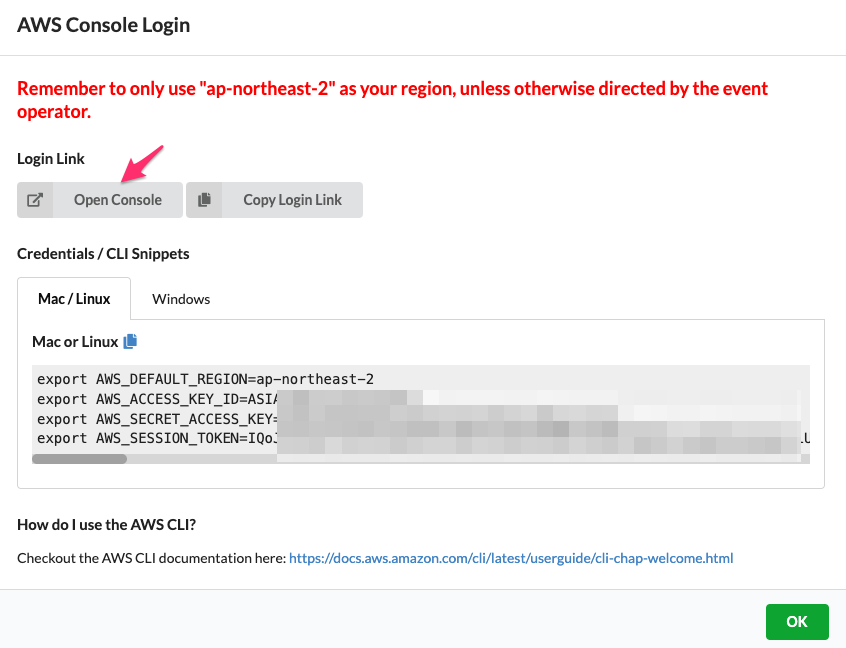 AWS Console Login
Remember to only use "ap-northeast-2" as your region, unless otherwise directed by the event
operator.
Login Link
Open Console
Copy Login Link
Credentials / CLI Snippets
Mac / Linux
Windows
Mac or Linux
export AWS_DEFAULT_REGION=ap-northeast-2
export AWS_ACCESS_KEY_ID=ASIA
export AWS_SECRET_ACCESS_KEY=
export AWS_SESSION_TOKEN=IQoJ
How do I use the AWS CLI?
Checkout the AWS CLI documentation here: https://docs.aws.amazon.com/cli/latest/userguide/cli-chap-welcome.html
OK